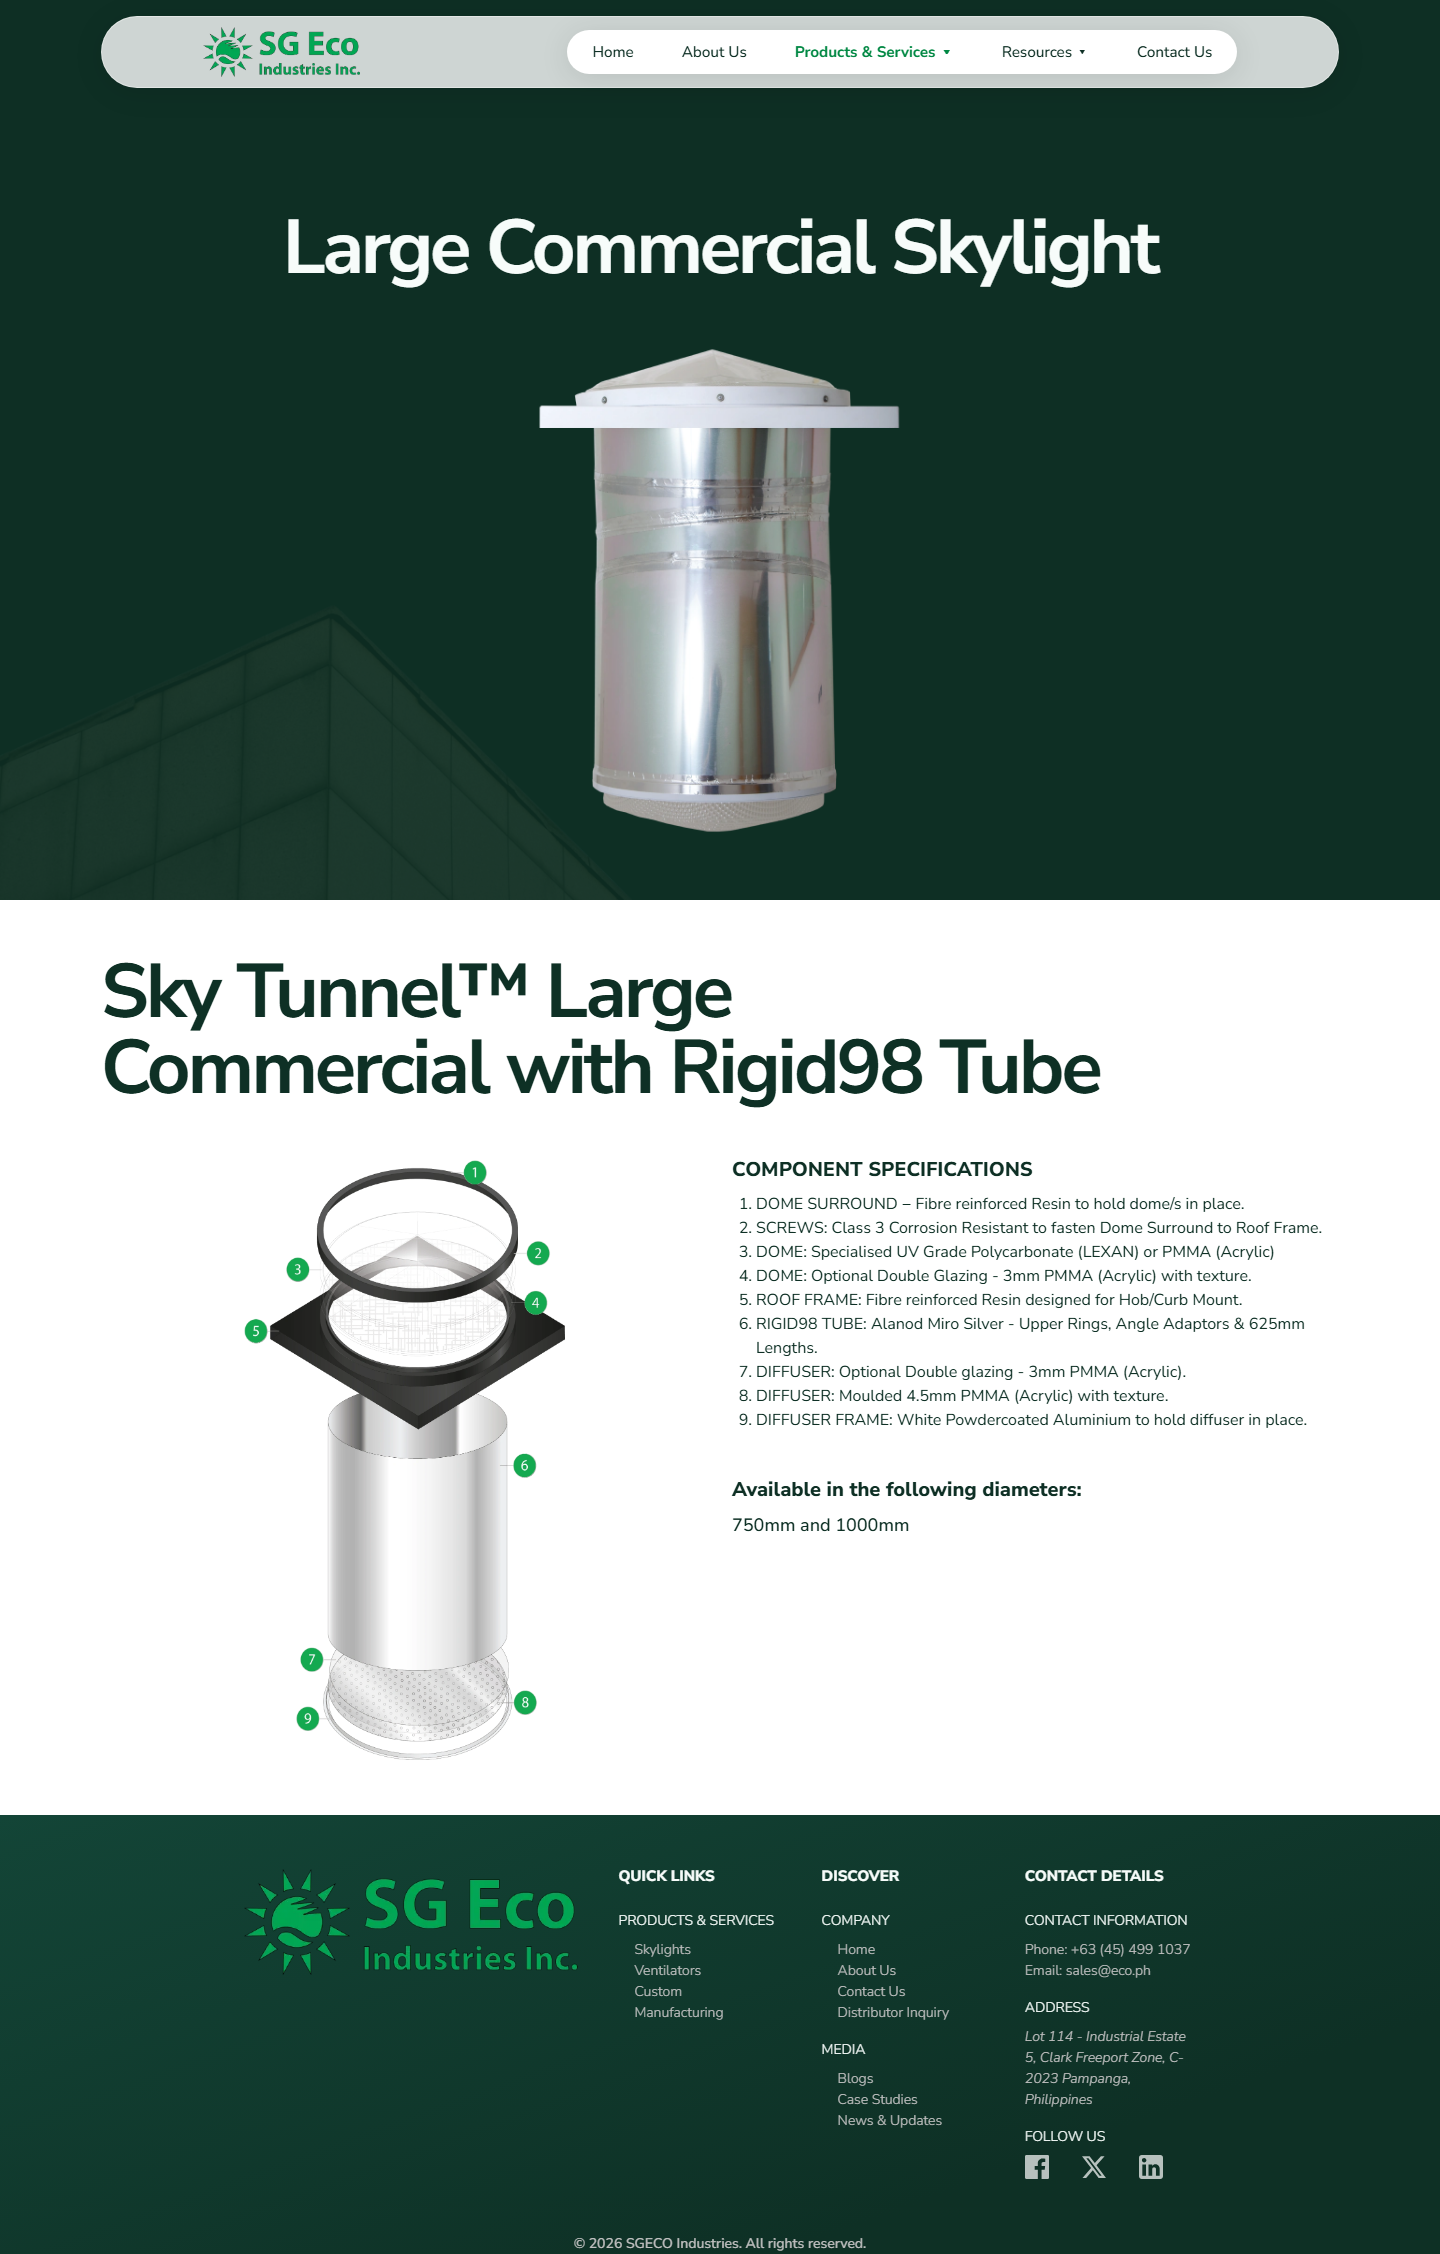 SG Eco
Industries Inc.
Home About Us Products & Services Resources Contact Us
Large Commercial Skylight
Sky Tunnel™ Large
Commercial with Rigid98 Tube
1
2
3
4
5
6
7
8
9
COMPONENT SPECIFICATIONS
1. DOME SURROUND – Fibre reinforced Resin to hold dome/s in place.
2. SCREWS: Class 3 Corrosion Resistant to fasten Dome Surround to Roof Frame.
3. DOME: Specialised UV Grade Polycarbonate (LEXAN) or PMMA (Acrylic)
4. DOME: Optional Double Glazing - 3mm PMMA (Acrylic) with texture.
5. ROOF FRAME: Fibre reinforced Resin designed for Hob/Curb Mount.
6. RIGID98 TUBE: Alanod Miro Silver - Upper Rings, Angle Adaptors & 625mm
Lengths.
7. DIFFUSER: Optional Double glazing - 3mm PMMA (Acrylic).
8. DIFFUSER: Moulded 4.5mm PMMA (Acrylic) with texture.
9. DIFFUSER FRAME: White Powdercoated Aluminium to hold diffuser in place.
Available in the following diameters:
750mm and 1000mm
SG Eco
Industries Inc.
QUICK LINKS
PRODUCTS & SERVICES
Skylights
Ventilators
Custom
Manufacturing
DISCOVER
COMPANY
Home
About Us
Contact Us
Distributor Inquiry
MEDIA
Blogs
Case Studies
News & Updates
CONTACT DETAILS
CONTACT INFORMATION
Phone: +63 (45) 499 1037
Email: sales@eco.ph
ADDRESS
Lot 114 - Industrial Estate
5, Clark Freeport Zone, C-
2023 Pampanga,
Philippines
FOLLOW US
© 2026 SGECO Industries. All rights reserved.